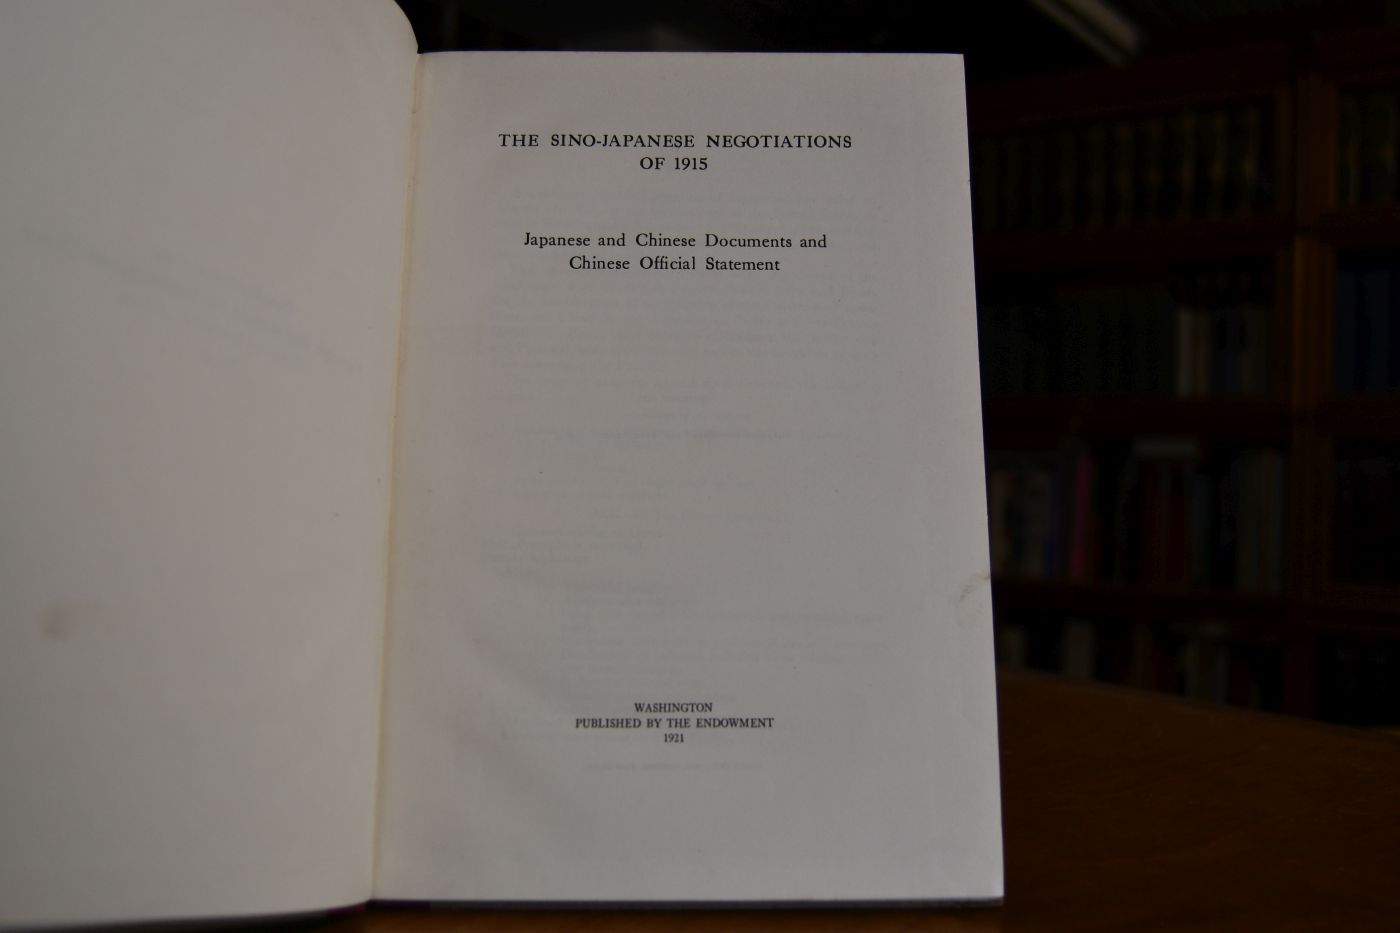 THE SINO-JAPANESE NEGOTIATIONS
OF 1915
Japanese and Chinese Documents and
Chinese Official Statement
WASHINGTON
PUBLISHED BY THE ENDOWMENT
1921